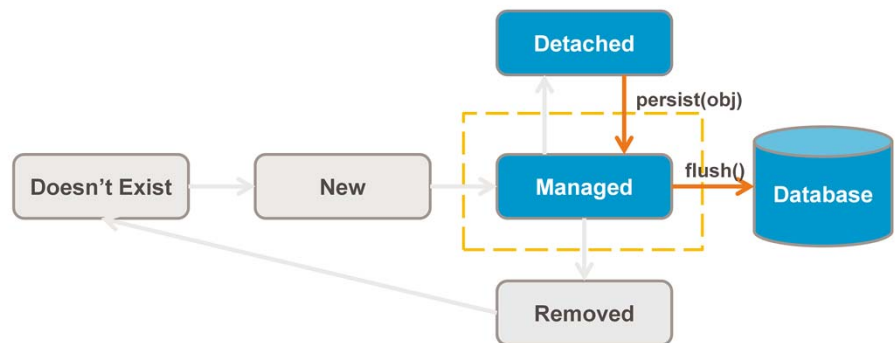 Detached
persist(obj)
Doesn't Exist
New
Managed
flush()
Database
Removed